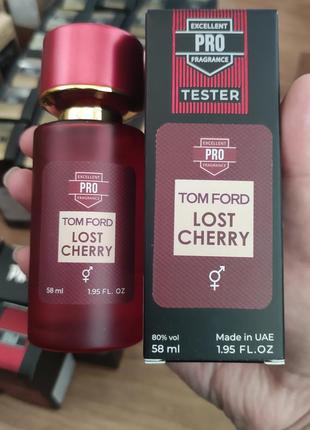 EXCELLENT
PRO
FRAGRANCE
TOM FORD
LOST
CHERRY
58 ml 1.95 FL. OZ
EXCELLENT
PRO
FRAGRANCE
TESTER
EXCELLENT
PRO
FRAGRANCE
TOM FORD
LOST
CHERRY
80% vol Made in UAE
58 ml 1.95 FL.OZ